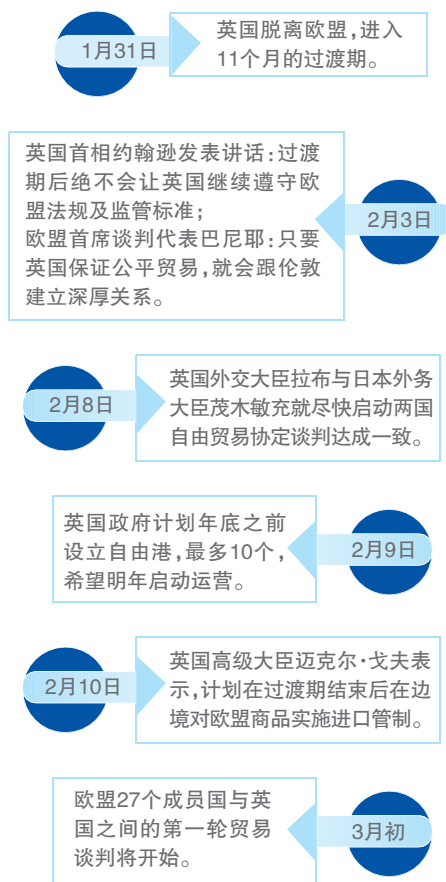 1月31日
英国脱离欧盟，进入
11个月的过渡期。
英国首相约翰逊发表讲话：过渡
期后绝不会让英国继续遵守欧
盟法规及监管标准；
欧盟首席谈判代表巴尼耶：只要
英国保证公平贸易，就会跟伦敦
建立深厚关系。
2月3日
2月8日
英国外交大臣拉布与日本外务
大臣茂木敏充就尽快启动两国
自由贸易协定谈判达成一致。
英国政府计划年底之前
设立自由港，最多10个，
希望明年启动运营。
2月9日
2月10日
英国高级大臣迈克尔·戈夫表
示，计划在过渡期结束后在边
境对欧盟商品实施进口管制。
欧盟27个成员国与英
国之间的第一轮贸易
谈判将开始。
3月初